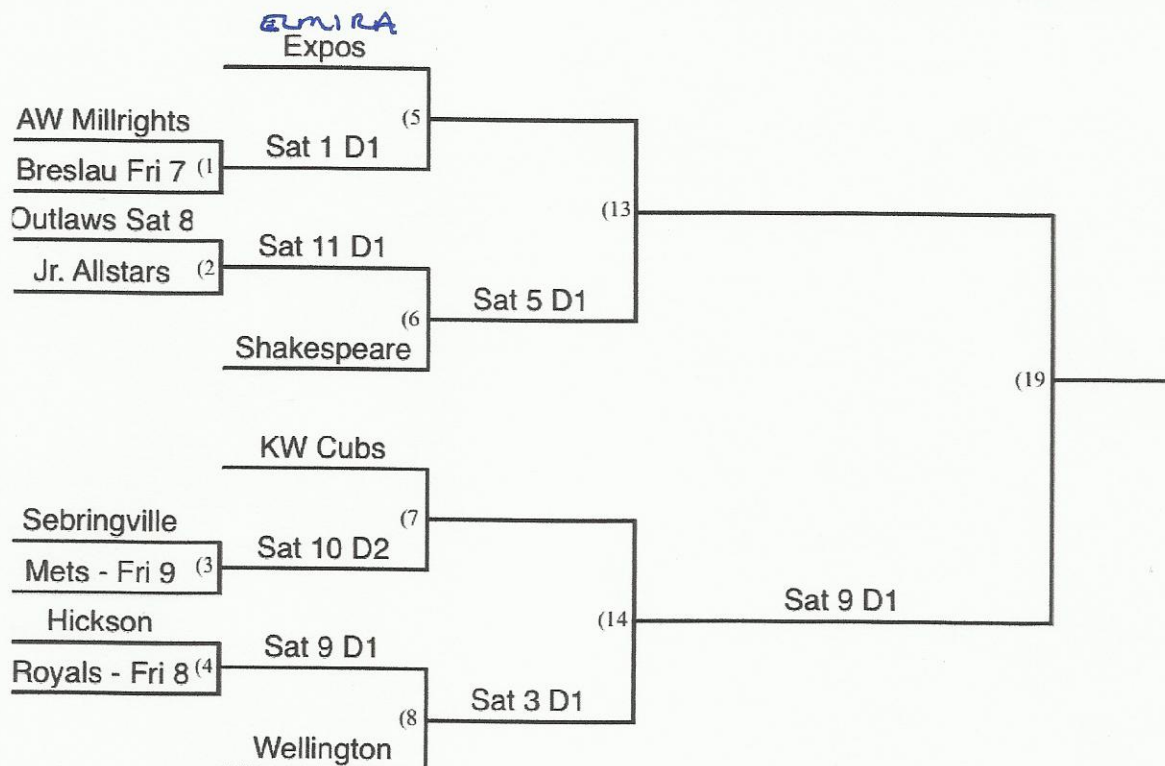 ELMIRA
Expos
(5
AW Millrights
Sat 1 D1
Breslau Fri 7 (1
(13
Outlaws Sat 8
Sat 11 D1
Jr. Allstars (2
Sat 5 D1
(6
Shakespeare
(19
KW Cubs
(7
Sebringville
Sat 10 D2
Mets - Fri 9 (3
Sat 9 D1
(14
Hickson
Sat 9 D1
Royals - Fri 8 (4
Sat 3 D1
(8
Wellington